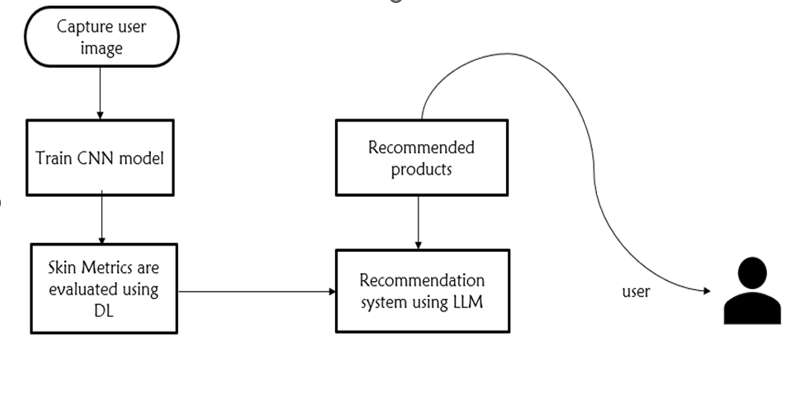 Capture user
image
Train CNN model
Skin Metrics are
evaluated using
DL
Recommended
products
Recommendation
system using LLM
user